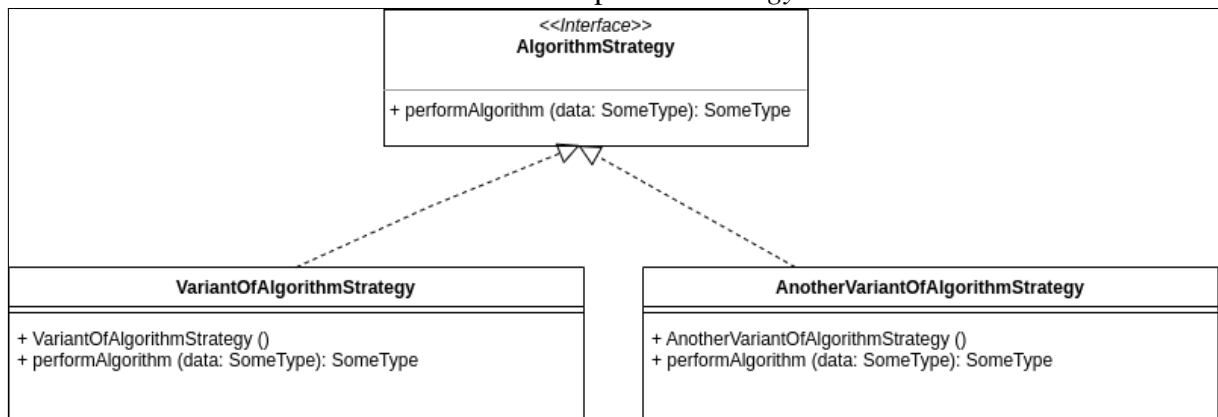 <<Interface>>
AlgorithmStrategy
+ performAlgorithm (data: SomeType): SomeType
VariantOfAlgorithmStrategy
+ VariantOfAlgorithmStrategy ()
+ performAlgorithm (data: SomeType): SomeType
AnotherVariantOfAlgorithmStrategy
+ AnotherVariantOfAlgorithmStrategy ()
+ performAlgorithm (data: SomeType): SomeType